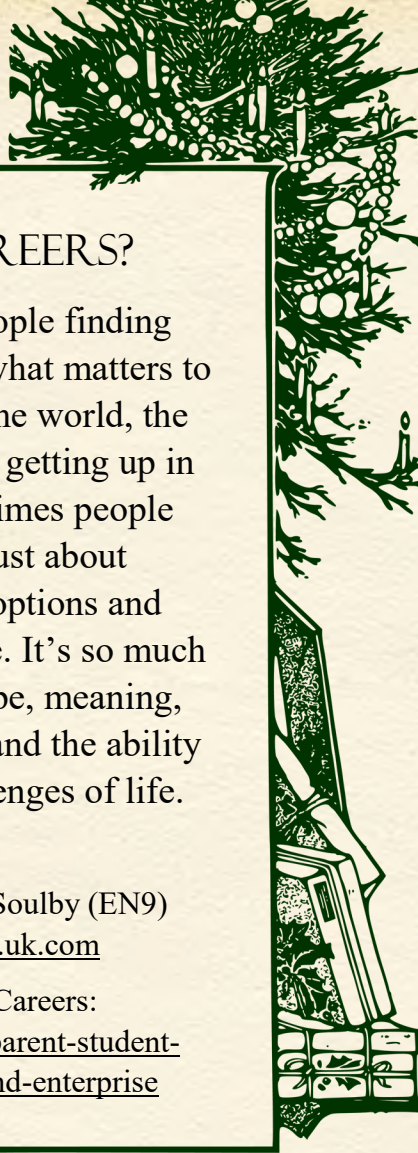 REERS?
ople finding
what matters to
he world, the
getting up in
imes people
ust about
options and
e. It's so much
pe, meaning,
and the ability
enges of life.
Soulby (EN9)
.uk.com
Careers:
parent-student-
nd-enterprise